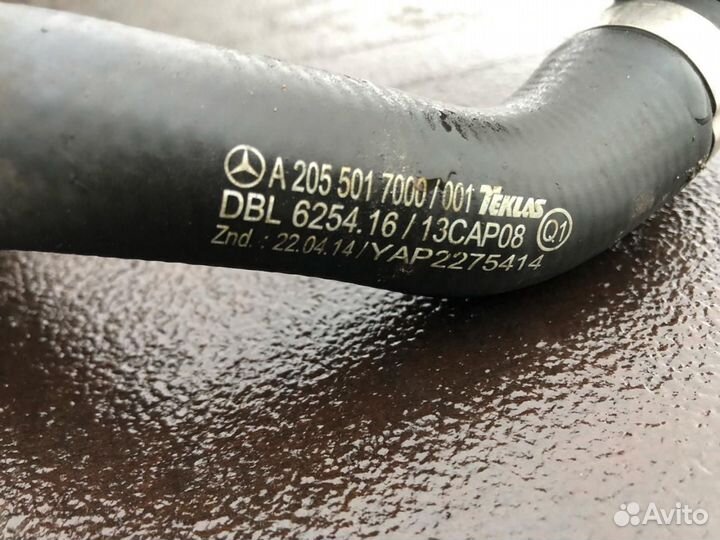 A 205 501 7000/001 TEKLAS
DBL 6254.16/13CAP08 Q1
Znd.: 22.04.14/YAP2275414
Avito